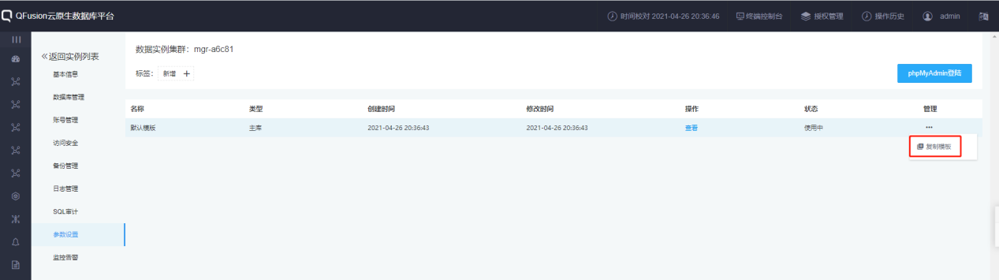 QFusion云原生数据库平台 时间校对 2021-04-26 20:36:46 终端控制台 授权管理 操作历史 admin
返回实例列表
基本信息
数据库管理
账号管理
访问安全
备份管理
日志管理
SQL审计
参数设置
监控告警
数据实例集群：mgr-a6c81
标签： 新增 +
phpMyAdmin登陆
名称 类型 创建时间 修改时间 操作 状态 管理
默认模板 主库 2021-04-26 20:36:43 2021-04-26 20:36:43 查看 使用中 •••
复制模板